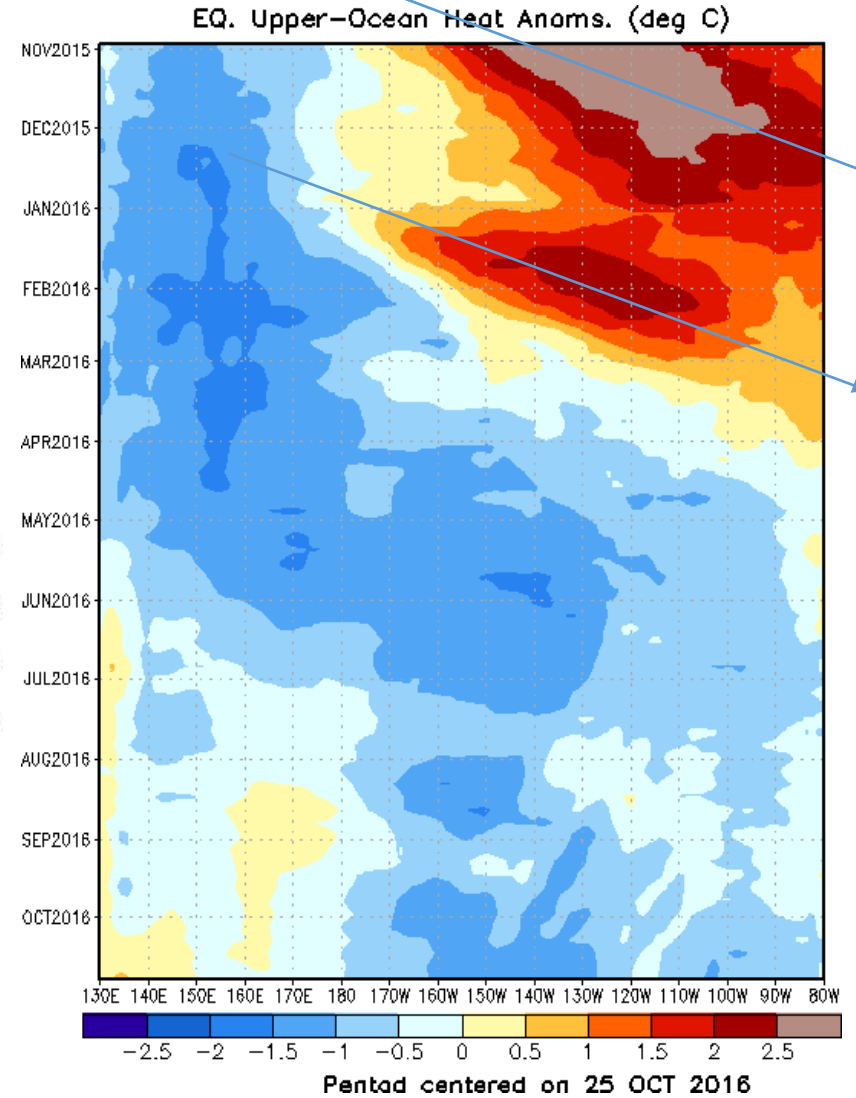 EQ. Upper-Ocean Heat Anoms. (deg C)
NOV2015
DEC2015
JAN2016
FEB2016
MAR2016
APR2016
MAY2016
JUN2016
JUL2016
AUG2016
SEP2016
OCT2016
130E 140E 150E 160E 170E 180 170W 160W 150W 140W 130W 120W 110W 100W 90W 80W
-2.5 -2 -1.5 -1 -0.5 0 0.5 1 1.5 2 2.5
Pentad centered on 25 OCT 2016